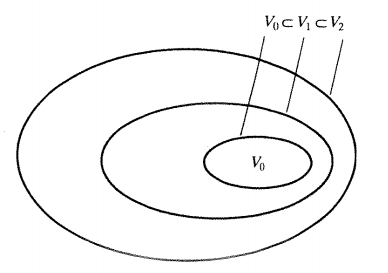 V₀ ⊂ V₁ ⊂ V₂
V₀